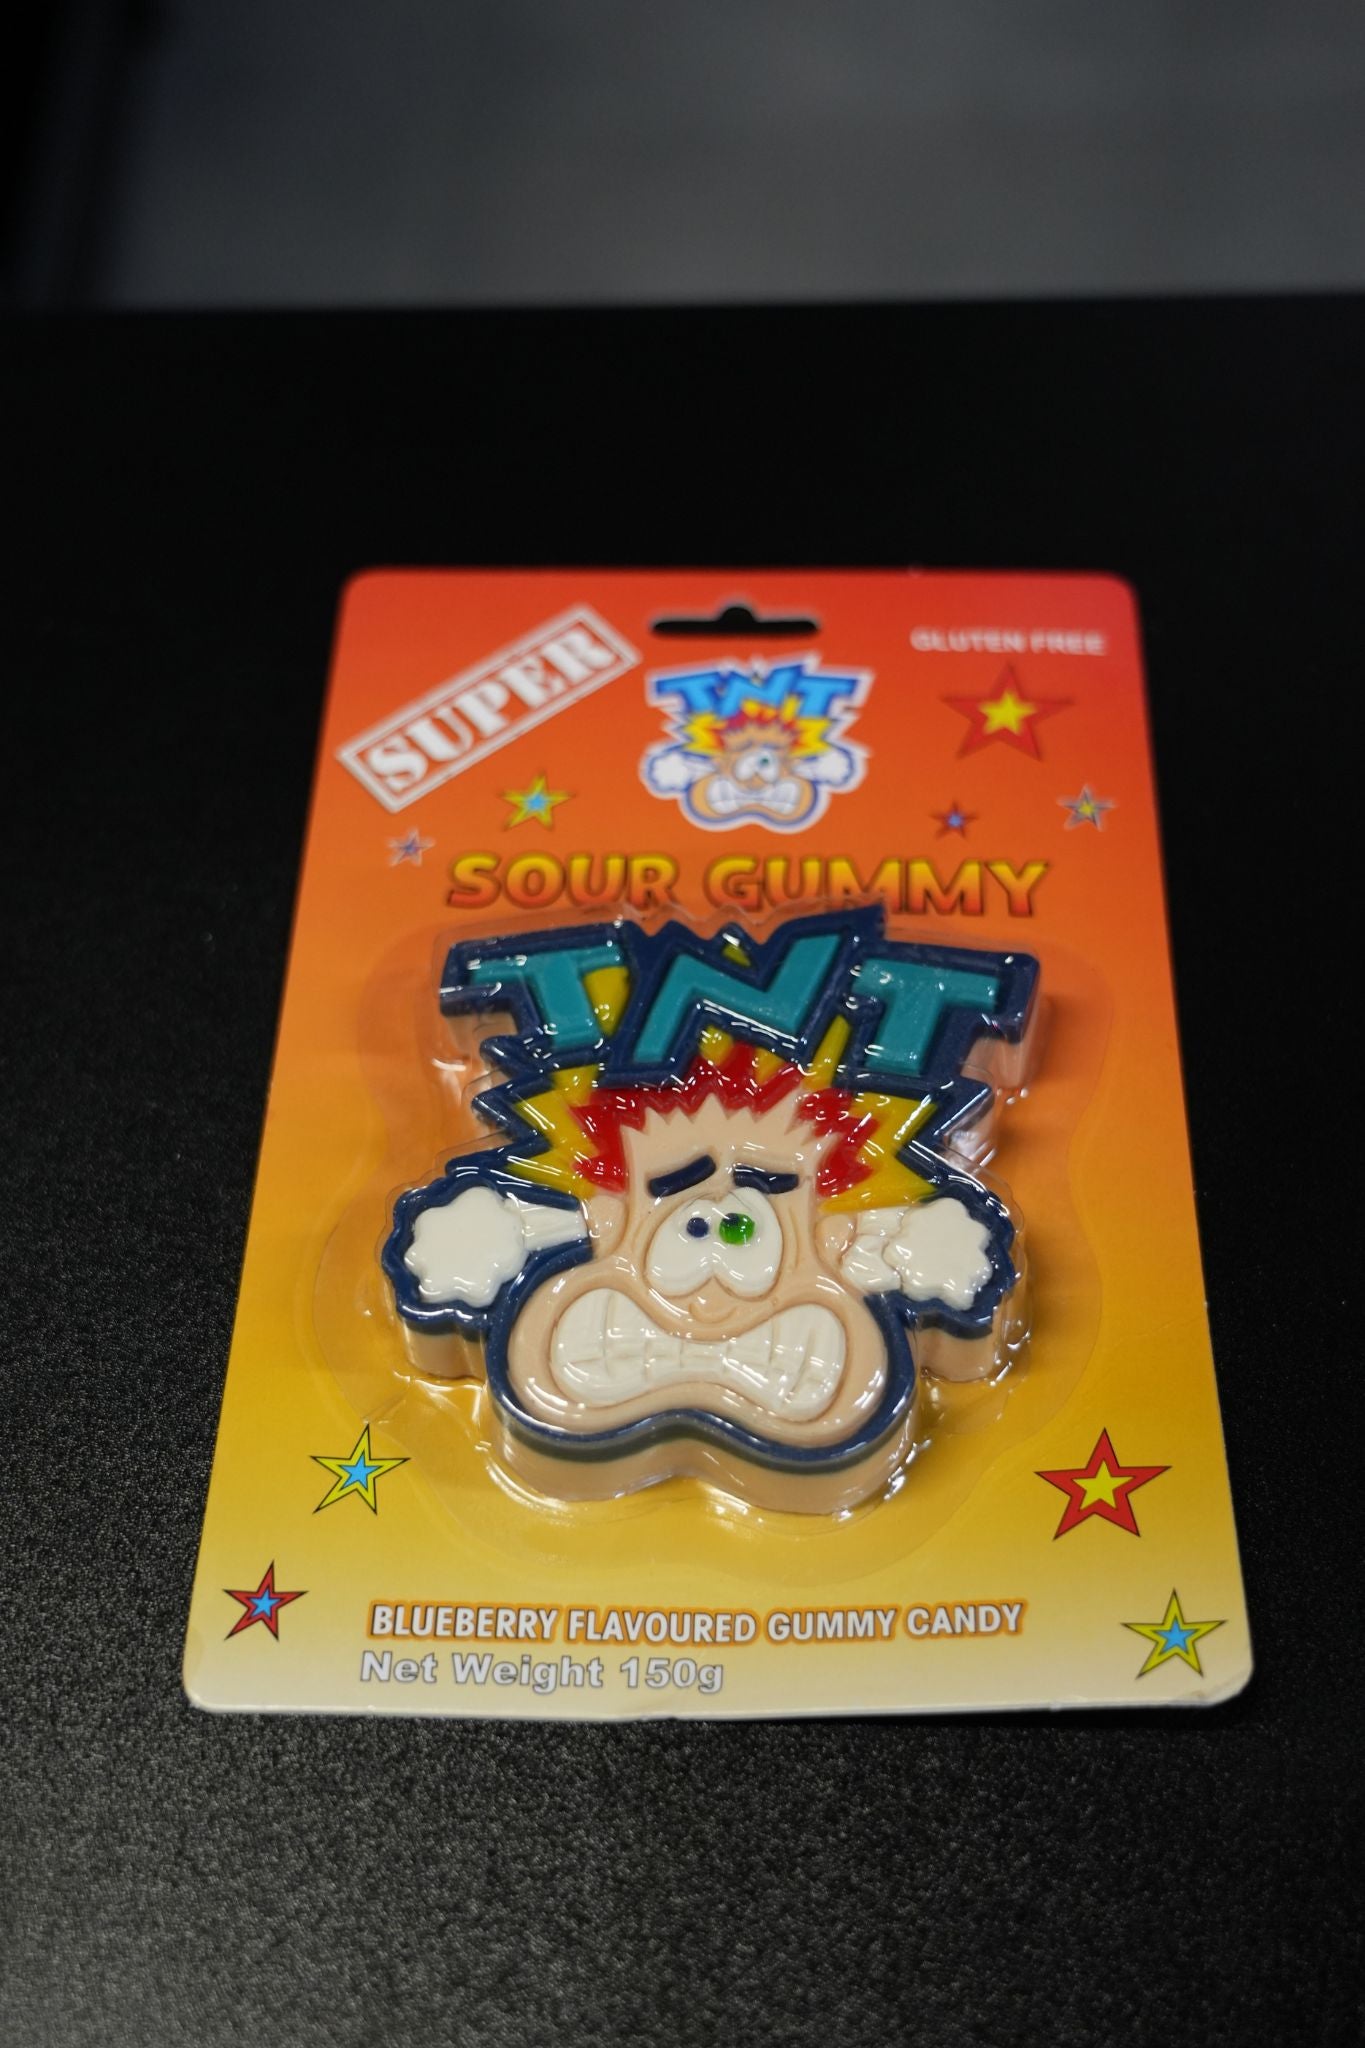 SUPER
GLUTEN FREE
TNT
SOUR GUMMY
TNT
BLUEBERRY FLAVOURED GUMMY CANDY
Net Weight 150g